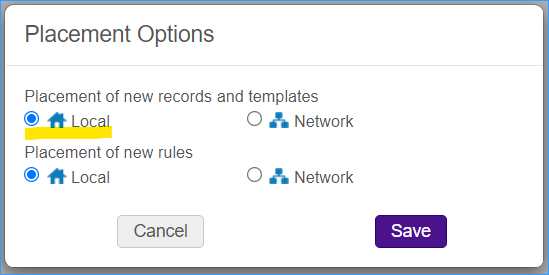 Placement Options
Placement of new records and templates
Local Network
Placement of new rules
Local Network
Cancel Save